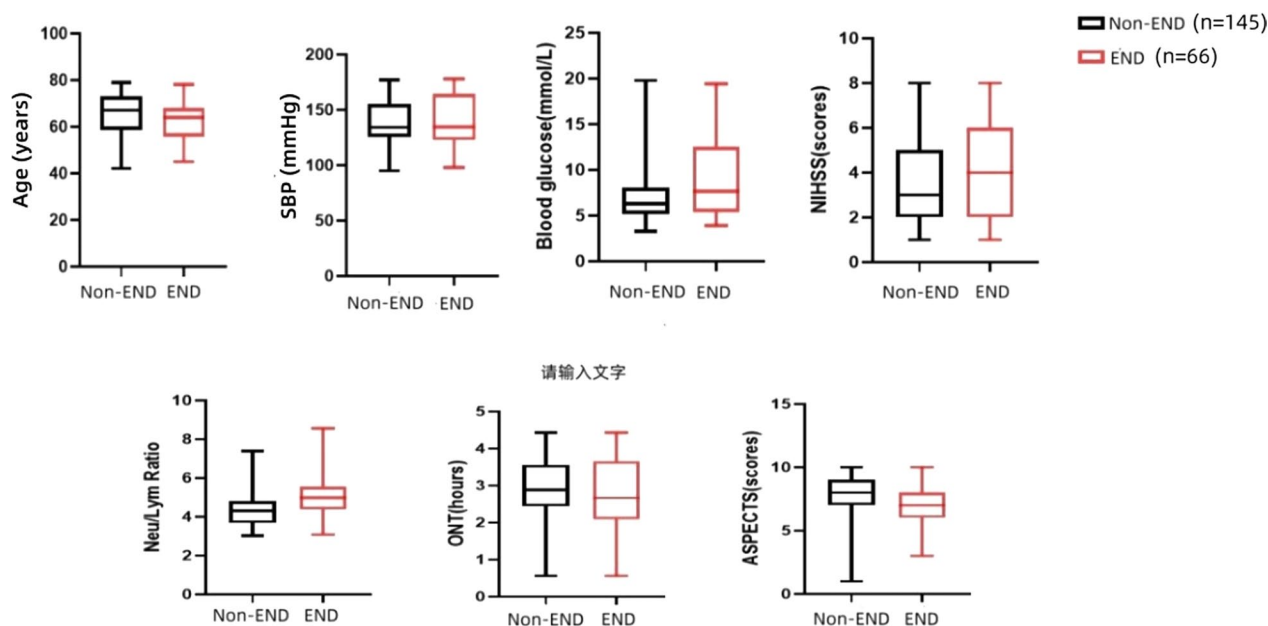 Non-END (n=145)
END (n=66)
Age (years)
100
80
60
40
20
0
Non-END END
SBP (mmHg)
200
150
100
50
0
Non-END END
Blood glucose(mmol/L)
25
20
15
10
5
0
Non-END END
NIHSS(scores)
10
8
6
4
2
0
Non-END END
请输入文字
Neu/Lym Ratio
10
8
6
4
2
0
Non-END END
ONT(hours)
5
4
3
2
1
0
Non-END END
ASPECTS(scores)
15
10
5
0
Non-END END